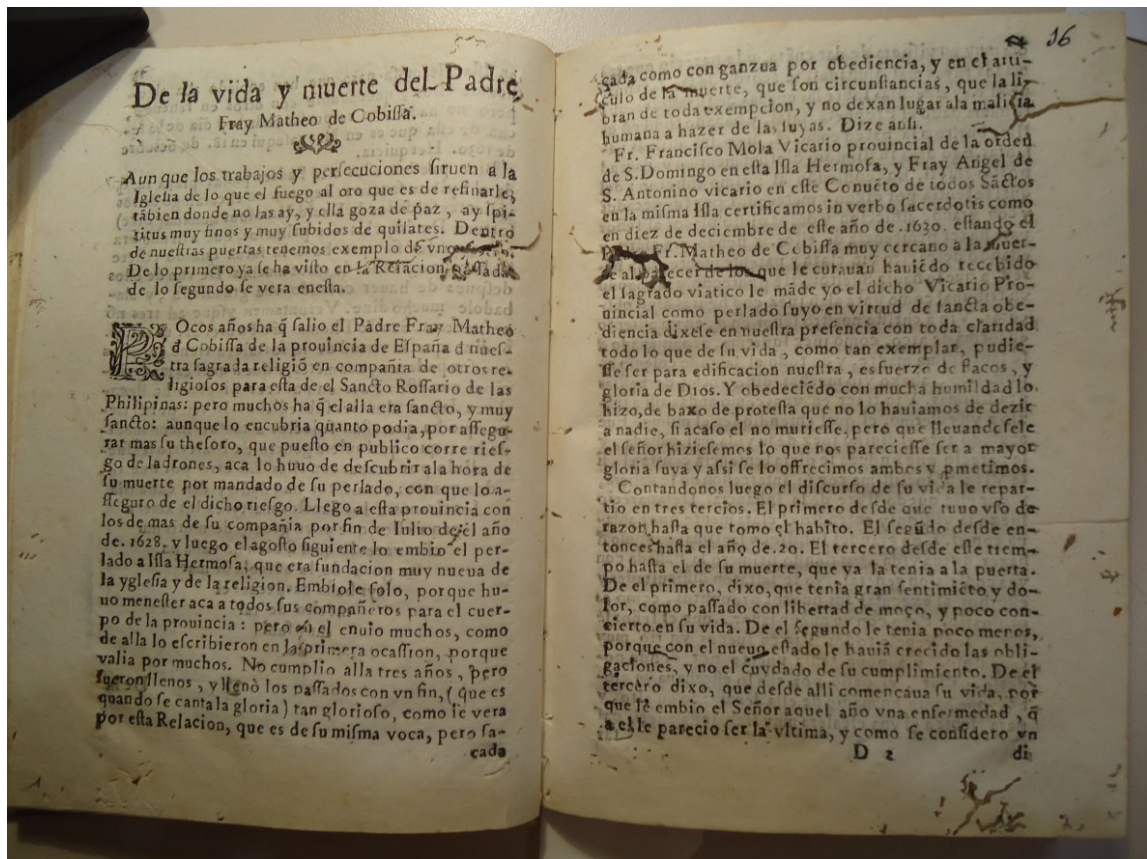 De la vida y muerte del Padre
Fray Matheo de Cobiſſa.
Aun que los trabajos y perſecuciones ſiruen a la
Igleſia de lo que el fuego al oro que es de refinarle;
tãbien donde no las ay, y ella goza de paz, ay ſpi-
ritus muy finos y muy ſubidos de quilates. Dentro
de nueſtras puertas tenemos exemplo de vno
De lo primero ya ſe ha viſto en la Relacion paſſada
de lo ſegundo ſe vera eneſta.
POcos años ha q̃ ſalio el Padre Fray Matheo
d Cobiſſa de la prouincia de Eſpaña d nueſ-
tra ſagrada religiõ en compañia de otros re-
ligioſos para eſta de el Sancto Roſſario de las
Philipinas: pero muchos ha q̃ el alla era ſancto, y muy
ſancto: aunque lo encubria quanto podia, por aſſegu-
rar mas ſu theſoro, que pueſto en publico corre rieſ-
go de ladrones, aca lo huuo de deſcubrir ala hora de
ſu muerte por mandado de ſu perlado, con que lo a-
ſſeguro de el dicho rieſgo. Llego a eſta prouincia con
los demas de ſu compañia por fin de Iulio de el año
de. 1628. y luego el agoſto ſiguiente lo embio el per-
lado a Iſla Hermoſa, que era fundacion muy nueua de
la ygleſia y de la religion. Embiole ſolo, porque hu-
uo meneſter aca a todos ſus compañeros para el cuer-
po de la prouincia: pero en el enuio muchos, como
de alla lo eſcribieron en la primera ocaſſion, porque
valia por muchos. No cumplio alla tres años, pero
fueron llenos, y llenò los paſſados con vn fin, (que es
quando ſe canta la gloria) tan glorioſo, como ſe vera
por eſta Relacion, que es de ſu miſma voca, pero ſa-
cada
16
cada como con ganzua por obediencia, y en el arti-
culo de la muerte, que ſon circunſtancias, que la li-
bran de toda exempcion, y no dexan lugar ala malicia
humana a hazer de las ſuyas. Dize anſi.
Fr. Franciſco Mola Vicario prouincial de la orden
de S. Domingo en eſta Iſla Hermoſa, y Fray Angel de
S. Antonino vicario en eſte Conuẽto de todos Sãctos
en la miſma Iſla certificamos in verbo ſacerdotis como
en diez de deciembre de eſte año de .1630. eſtando el
Padre Fr. Matheo de Cobiſſa muy cercano a la muer-
te al parecer de los que le curauan hauiẽdo recebido
el ſagrado viatico le mãde yo el dicho Vicario Pro-
uincial como perlado ſuyo en virtud de ſancta obe-
diencia dixeſe en nueſtra preſencia con toda claridad
todo lo que de ſu vida, como tan exemplar, pudie-
ſſe ſer para edificacion nueſtra, esfuerzo de flacos, y
gloria de Dios. Y obedeciẽdo con mucha humildad lo
hizo, de baxo de proteſta que no lo hauiamos de dezir
a nadie, ſi acaſo el no murieſſe, pero que lleuandoſele
el ſeñor hizieſemos lo que nos parecieſſe ſer a mayor
gloria ſuya y aſſi ſe lo offrecimos ambos y pmetimos.
Contandonos luego el diſcurſo de ſu vida le repar-
tio en tres tercios. El primero deſde que tuuo vſo de
razon haſta que tomo el habito. El ſegũdo deſde en-
tonces haſta el año de. 20. El tercero deſde eſte tiem-
po haſta el de ſu muerte, que ya la tenia a la puerta.
De el primero, dixo, que tenia gran ſentimiẽto y do-
lor, como paſſado con libertad de moço, y poco con-
cierto en ſu vida. De el ſegundo le tenia poco menos,
porque con el nueuo eſtado le hauiã crecido las obli-
gaciones, y no el cuydado de ſu cumplimiento. De el
tercero dixo, que deſde alli començaua ſu vida, por
que le embio el Señor aquel año vna enfermedad, q̃
a el le parecio ſer la vltima, y como ſe conſidero vn
D 2 di